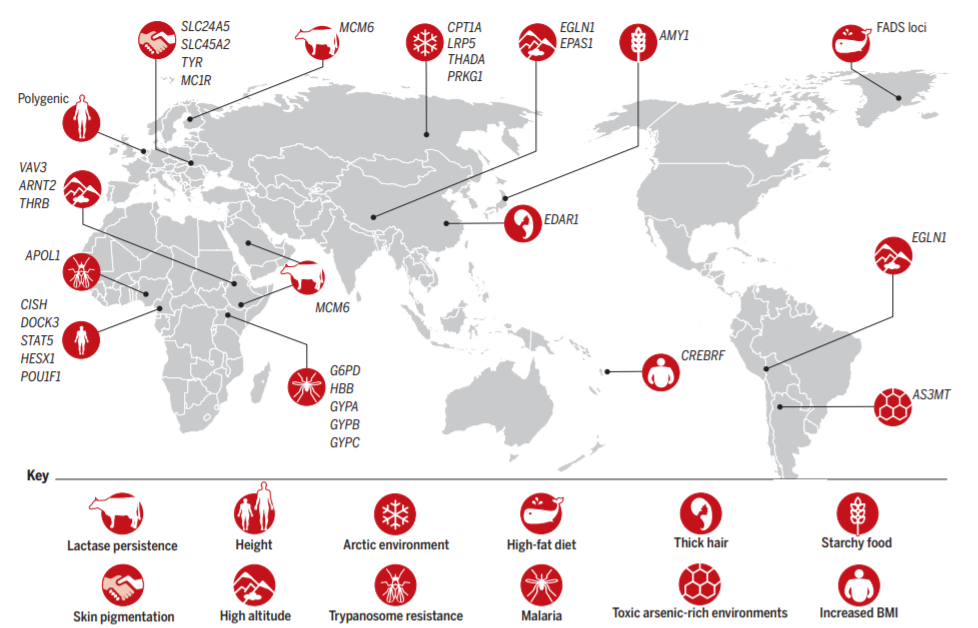 SLC24A5
SLC45A2
TYR
MC1R
MCM6
CPT1A
LRP5
THADA
PRKG1
EGLN1
EPAS1
AMY1
FADS loci
Polygenic
VAV3
ARNT2
THRB
EDAR1
APOL1
EGLN1
MCM6
CISH
DOCK3
STAT5
HESX1
POU1F1
G6PD
HBB
GYPA
GYPB
GYPC
CREBRF
AS3MT
Key
Lactase persistence
Height
Arctic environment
High-fat diet
Thick hair
Starchy food
Skin pigmentation
High altitude
Trypanosome resistance
Malaria
Toxic arsenic-rich environments
Increased BMI